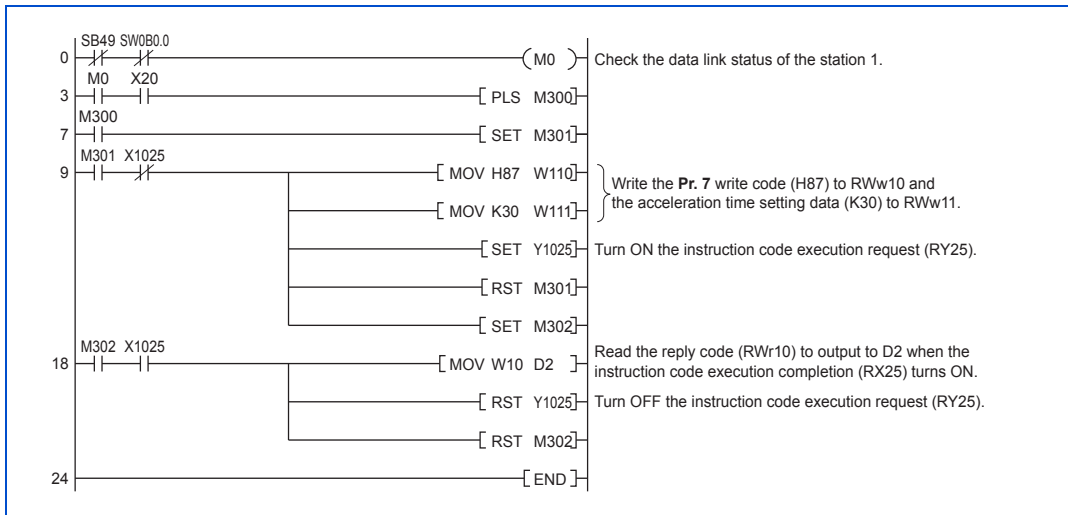 SB49 SW0B0.0
0 M0 Check the data link status of the station 1.
M0 X20
3 PLS M300
M300
7 SET M301
M301 X1025
9 MOV H87 W110
Write the Pr. 7 write code (H87) to RWw10 and
the acceleration time setting data (K30) to RWw11.
MOV K30 W111
SET Y1025 Turn ON the instruction code execution request (RY25).
RST M301
SET M302
M302 X1025
18 MOV W10 D2
Read the reply code (RWr10) to output to D2 when the
instruction code execution completion (RX25) turns ON.
RST Y1025 Turn OFF the instruction code execution request (RY25).
RST M302
24 END